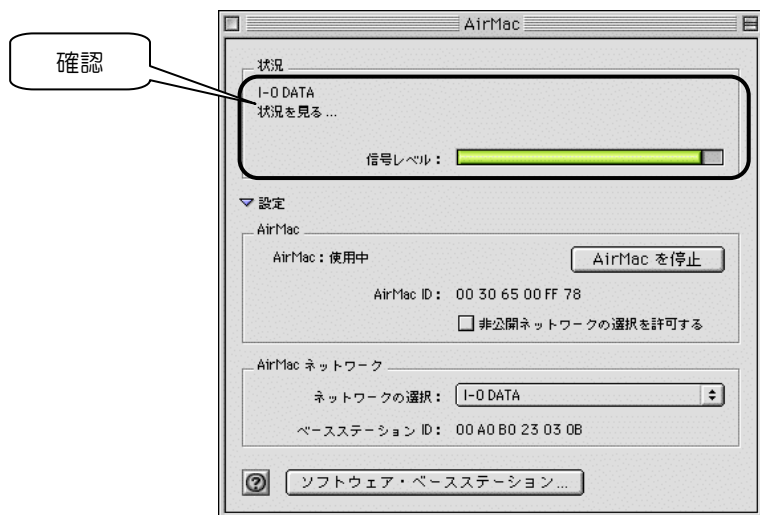 AirMac
確認
状況
I-O DATA
状況を見る ...
信号レベル：
設定
AirMac
AirMac：使用中
AirMac を停止
AirMac ID： 00 30 65 00 FF 78
非公開ネットワークの選択を許可する
AirMac ネットワーク
ネットワークの選択： I-O DATA
ベースステーション ID： 00 A0 B0 23 03 0B
? ソフトウェア・ベースステーション...